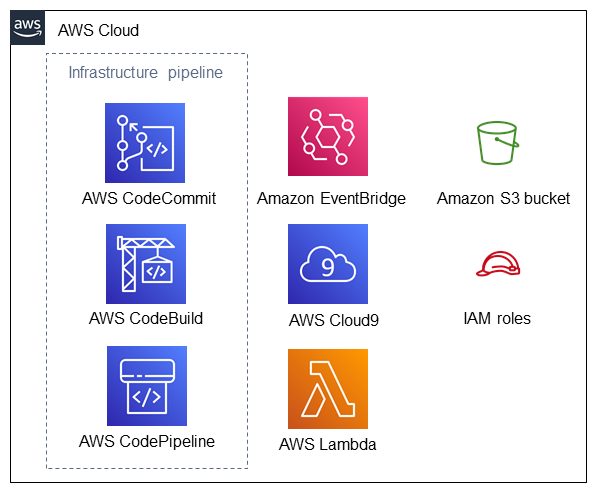 aws
AWS Cloud
Infrastructure pipeline
AWS CodeCommit
Amazon EventBridge
Amazon S3 bucket
AWS CodeBuild
9
AWS Cloud9
IAM roles
AWS CodePipeline
AWS Lambda